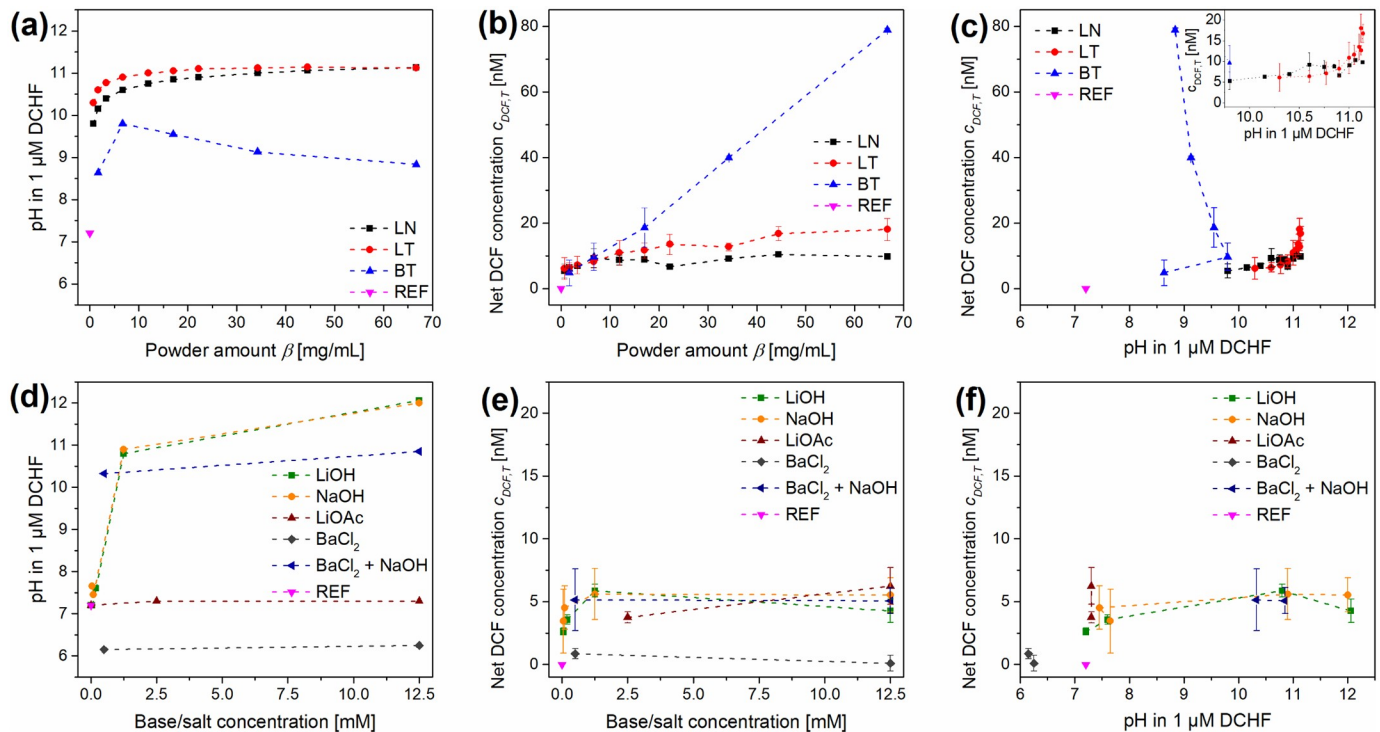 (a)
pH in 1 µM DCHF
12
11
10
9
8
7
6
LN
LT
BT
REF
0 10 20 30 40 50 60 70
Powder amount β [mg/mL]
(b)
Net DCF concentration c_DCF,T [nM]
80
60
40
20
0
LN
LT
BT
REF
0 10 20 30 40 50 60 70
Powder amount β [mg/mL]
(c)
Net DCF concentration c_DCF,T [nM]
80
60
40
20
0
LN
LT
BT
REF
c_DCF,T [nM]
20
15
10
5
0
10.0 10.5 11.0
pH in 1 µM DCHF
6 7 8 9 10 11 12
pH in 1 µM DCHF
(d)
pH in 1 µM DCHF
12
11
10
9
8
7
6
LiOH
NaOH
LiOAc
BaCl₂
BaCl₂ + NaOH
REF
0.0 2.5 5.0 7.5 10.0 12.5
Base/salt concentration [mM]
(e)
Net DCF concentration c_DCF,T [nM]
20
15
10
5
0
LiOH
NaOH
LiOAc
BaCl₂
BaCl₂ + NaOH
REF
0.0 2.5 5.0 7.5 10.0 12.5
Base/salt concentration [mM]
(f)
Net DCF concentration c_DCF,T [nM]
20
15
10
5
0
LiOH
NaOH
LiOAc
BaCl₂
BaCl₂ + NaOH
REF
6 7 8 9 10 11 12
pH in 1 µM DCHF